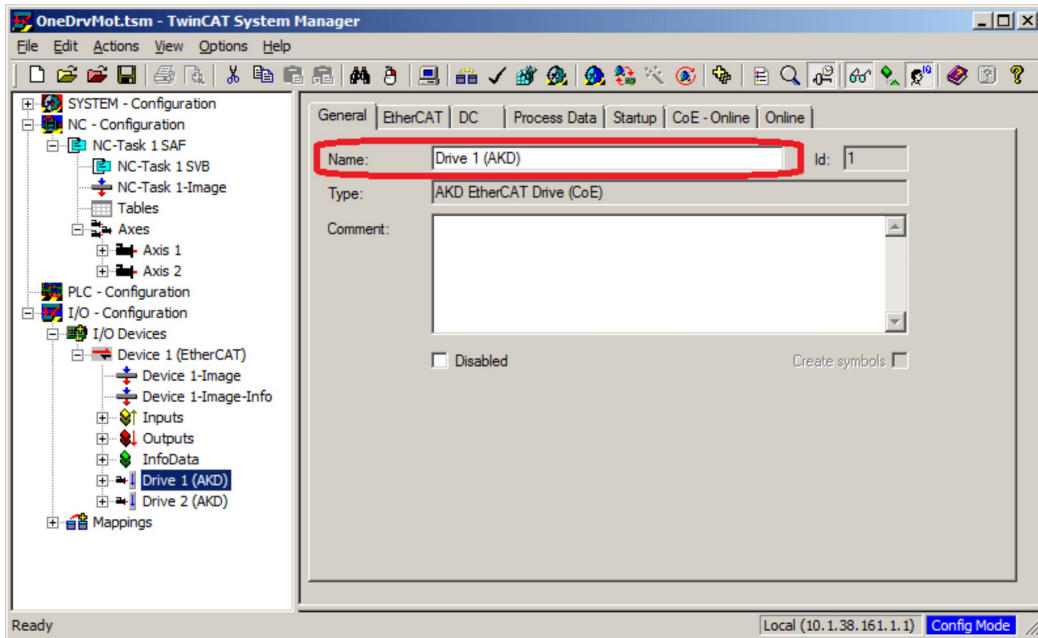 OneDrvMot.tsm - TwinCAT System Manager
File Edit Actions View Options Help
SYSTEM - Configuration
NC - Configuration
NC-Task 1 SAF
NC-Task 1 SVB
NC-Task 1-Image
Tables
Axes
Axis 1
Axis 2
PLC - Configuration
I/O - Configuration
I/O Devices
Device 1 (EtherCAT)
Device 1-Image
Device 1-Image-Info
Inputs
Outputs
InfoData
Drive 1 (AKD)
Drive 2 (AKD)
Mappings
General EtherCAT DC Process Data Startup CoE - Online Online
Name: Drive 1 (AKD) Id: 1
Type: AKD EtherCAT Drive (CoE)
Comment:
Disabled Create symbols
Ready Local (10.1.38.161.1.1) Config Mode